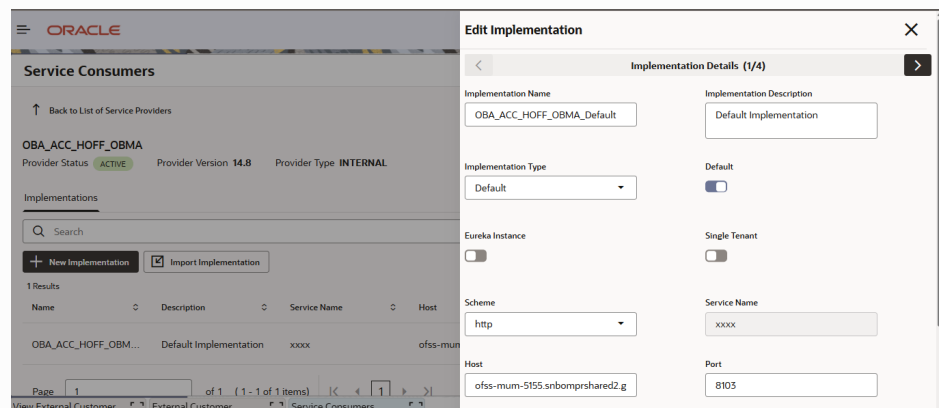 ORACLE
Service Consumers
Back to List of Service Providers
OBA_ACC_HOFF_OBMA
Provider Status ACTIVE Provider Version 14.8 Provider Type INTERNAL
Implementations
Search
New Implementation Import Implementation
1 Results
Name Description Service Name Host
OBA_ACC_HOFF_OBM... Default Implementation xxxx ofss-mun
Page 1 of 1 (1 - 1 of 1 items) 1
View External Customer External Customer Service Consumers
Edit Implementation
Implementation Details (1/4)
Implementation Name Implementation Description
OBA_ACC_HOFF_OBMA_Default Default Implementation
Implementation Type Default
Default
Eureka Instance Single Tenant
Scheme Service Name
http xxxx
Host Port
ofss-mum-5155.snbomprshared2.g 8103